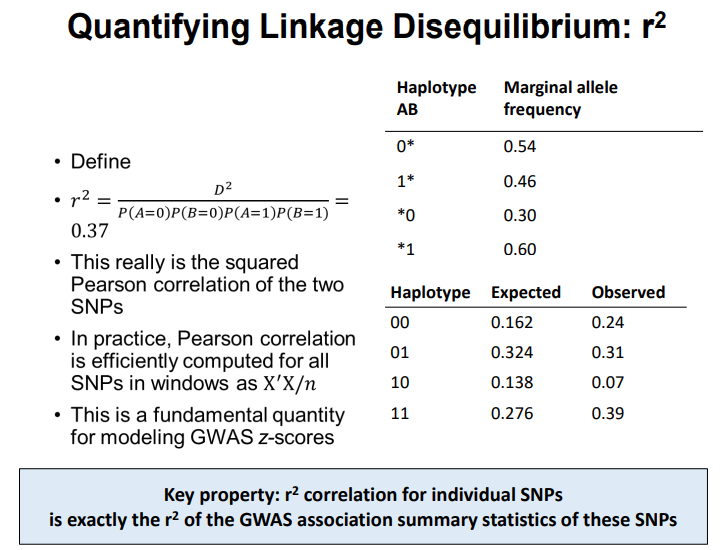 Quantifying Linkage Disequilibrium: r²
• Define
• r² = D² / P(A=0)P(B=0)P(A=1)P(B=1) =
0.37
• This really is the squared
Pearson correlation of the two
SNPs
• In practice, Pearson correlation
is efficiently computed for all
SNPs in windows as X′X/n
• This is a fundamental quantity
for modeling GWAS z-scores
Haplotype Marginal allele
AB frequency
0* 0.54
1* 0.46
*0 0.30
*1 0.60
Haplotype Expected Observed
00 0.162 0.24
01 0.324 0.31
10 0.138 0.07
11 0.276 0.39
Key property: r² correlation for individual SNPs
is exactly the r² of the GWAS association summary statistics of these SNPs